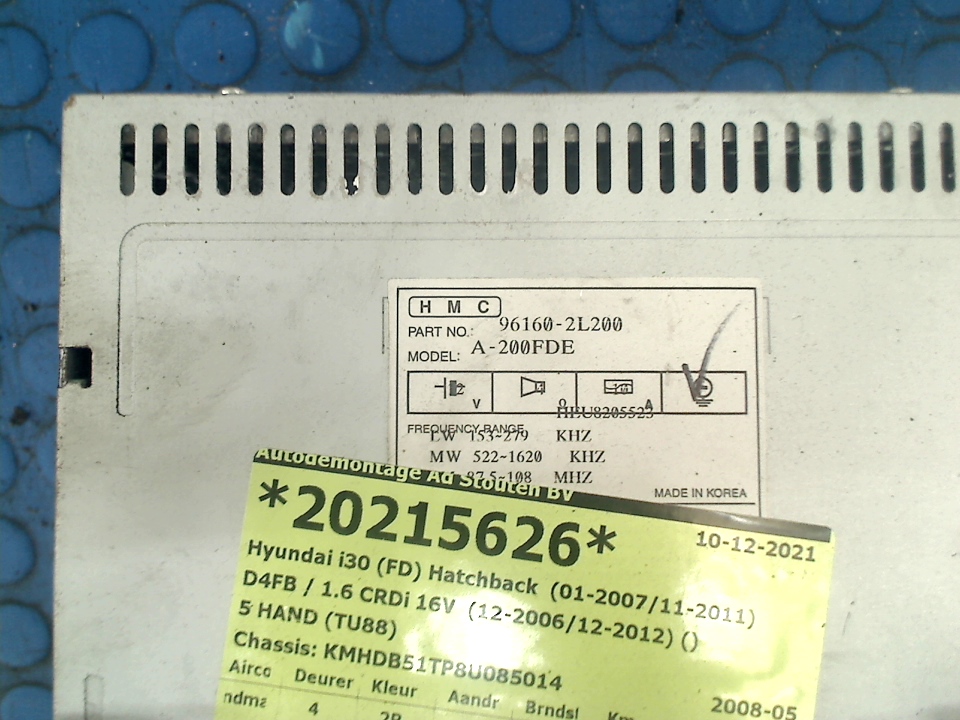 HMC
PART NO.: 96160-2L200
MODEL: A-200FDE
V A
HEU8205523
FREQUENCY RANGE
LW 153~279 KHZ
MW 522~1620 KHZ
87.5~108 MHZ
MADE IN KOREA
Autodemontage Ad Stouten BV
*20215626*
10-12-2021
Hyundai i30 (FD) Hatchback (01-2007/11-2011)
D4FB / 1.6 CRDi 16V (12-2006/12-2012) ()
5 HAND (TU88)
Chassis: KMHDB51TP8U085014
2008-05
Airco Deurer Kleur Aandr Brndsl Km
ndma 4